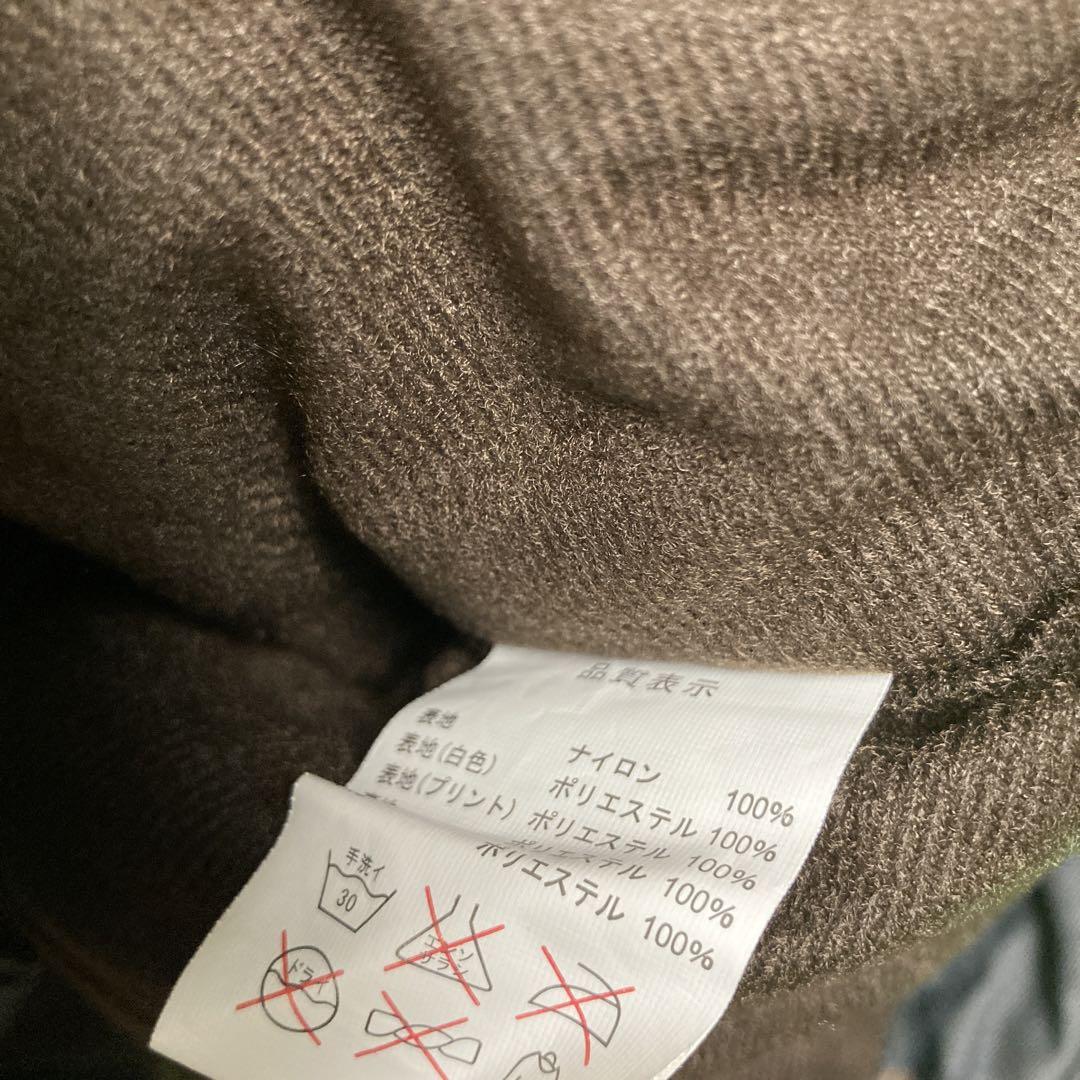 品質表示
表地 ナイロン 100%
表地(白色) ポリエステル 100%
表地(プリント) ポリエステル 100%
ポリエステル 100%
ポリエステル 100%
手洗イ
30
エンソ
サラシ
ドライ